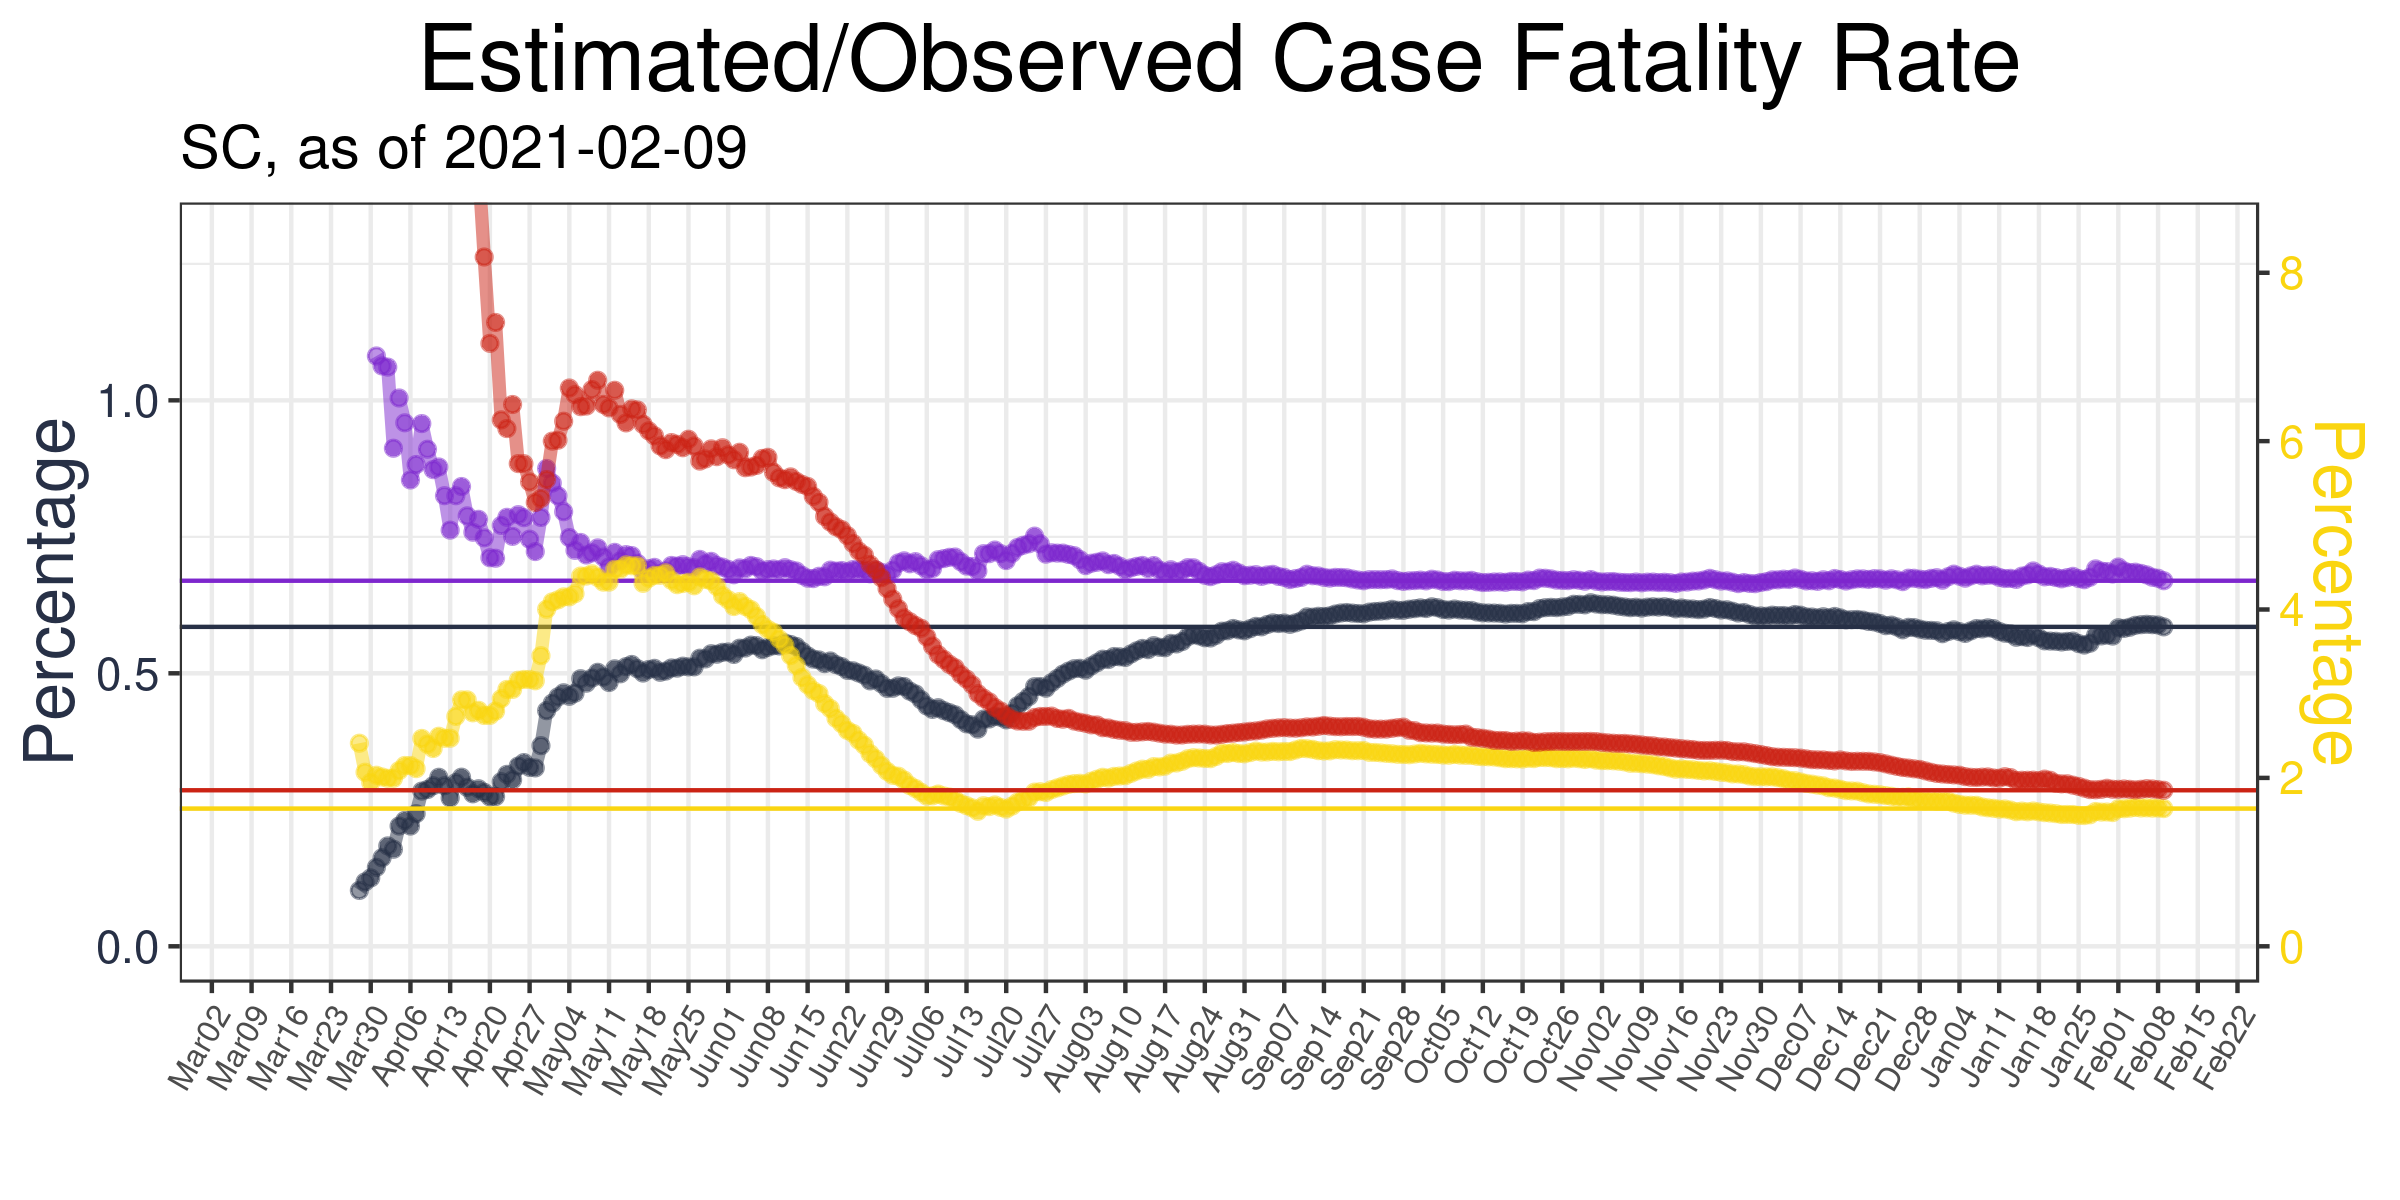 Estimated/Observed Case Fatality Rate
SC, as of 2021-02-09
Percentage
1.0
0.5
0.0
8
6
4
2
0
Percentage
Mar02 Mar09 Mar16 Mar23 Mar30 Apr06 Apr13 Apr20 Apr27 May04 May11 May18 May25 Jun01 Jun08 Jun15 Jun22 Jun29 Jul06 Jul13 Jul20 Jul27 Aug03 Aug10 Aug17 Aug24 Aug31 Sep07 Sep14 Sep21 Sep28 Oct05 Oct12 Oct19 Oct26 Nov02 Nov09 Nov16 Nov23 Nov30 Dec07 Dec14 Dec21 Dec28 Jan04 Jan11 Jan18 Jan25 Feb01 Feb08 Feb15 Feb22